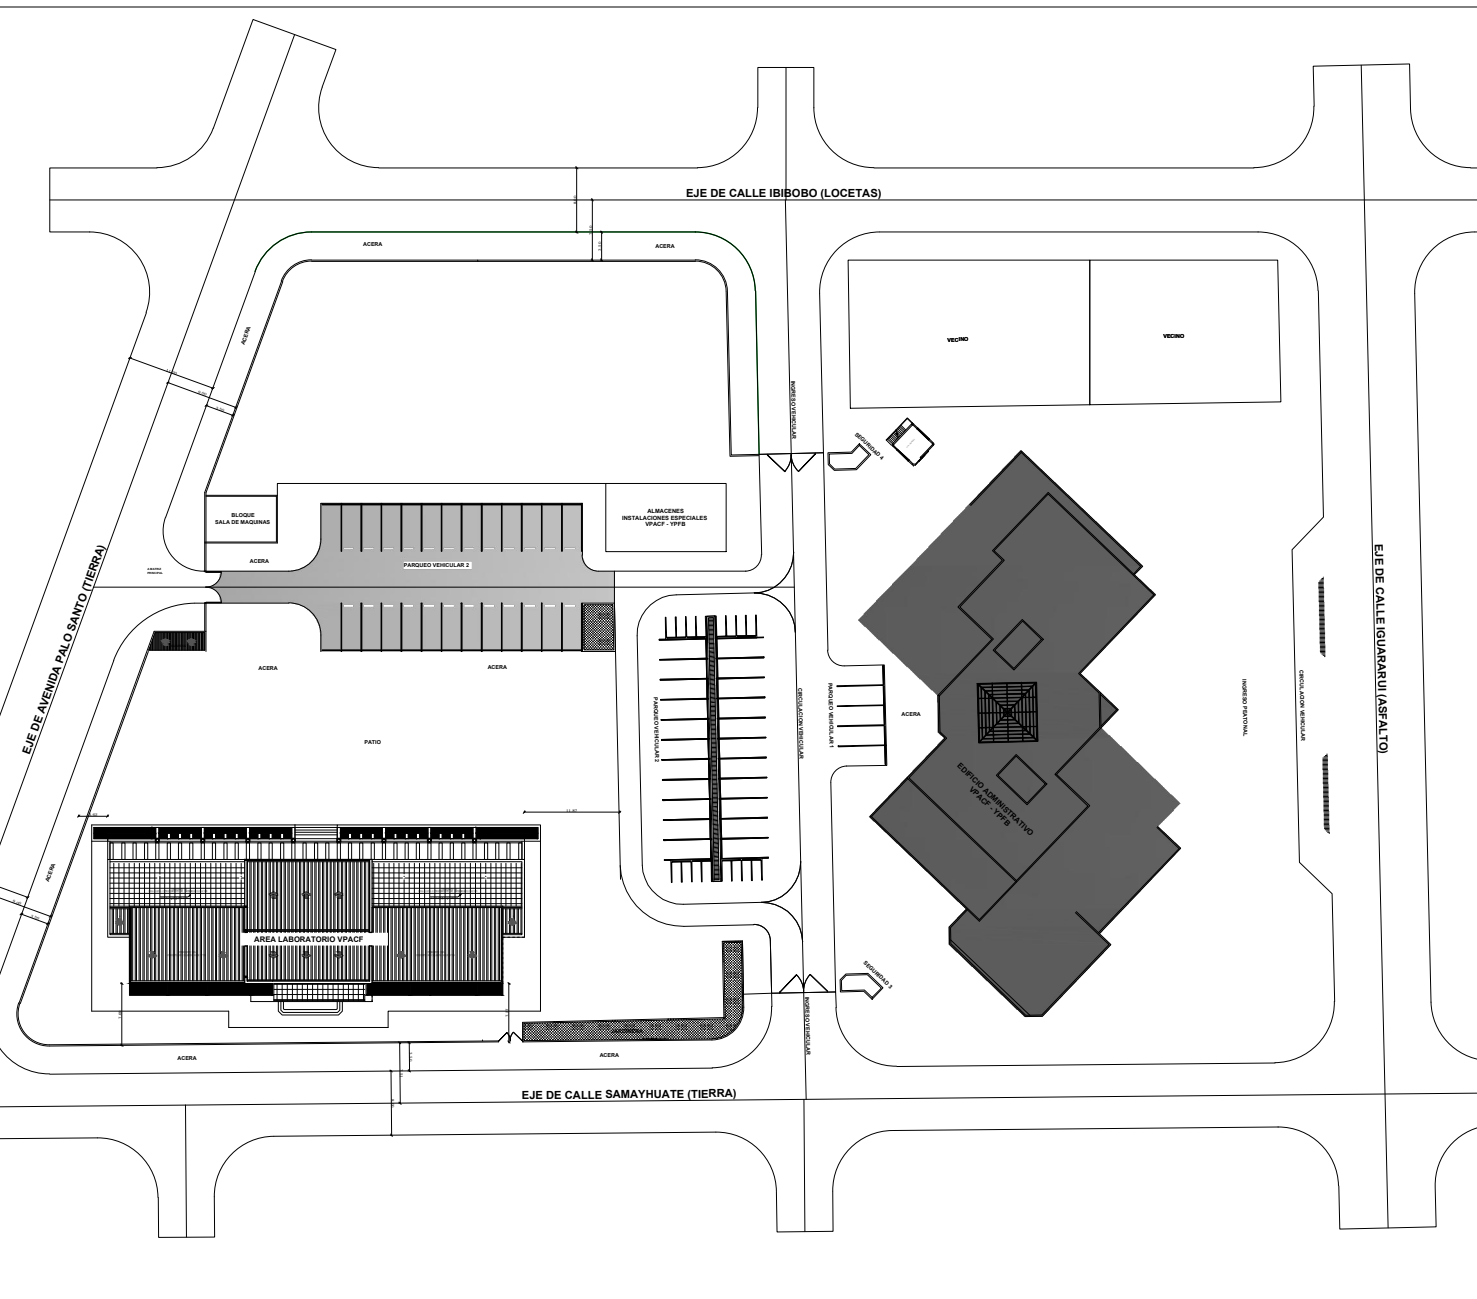 EJE DE CALLE IBIBOBO (LOCETAS)
ACERA
ACERA
ACERA
VECINO
VECINO
INGRESO VEHICULAR
SEGURIDAD 4
BLOQUE
SALA DE MAQUINAS
ALMACENES
INSTALACIONES ESPECIALES
VPACF - YPFB
ACERA
PARQUEO VEHICULAR 2
EJE DE AVENIDA PALO SANTO (TIERRA)
EJE DE CALLE IGUARARUI (ASFALTO)
ACERA
ACERA
PARQUEO VEHICULAR 2
CIRCULACION VEHICULAR
PARQUEO VEHICULAR 1
ACERA
INGRESO PEATONAL
CIRCULACION VEHICULAR
PATIO
EDIFICIO ADMINISTRATIVO
VPACF - YPFB
ACERA
AREA LABORATORIO VPACF
SEGURIDAD 3
INGRESO VEHICULAR
ACERA
ACERA
EJE DE CALLE SAMAYHUATE (TIERRA)